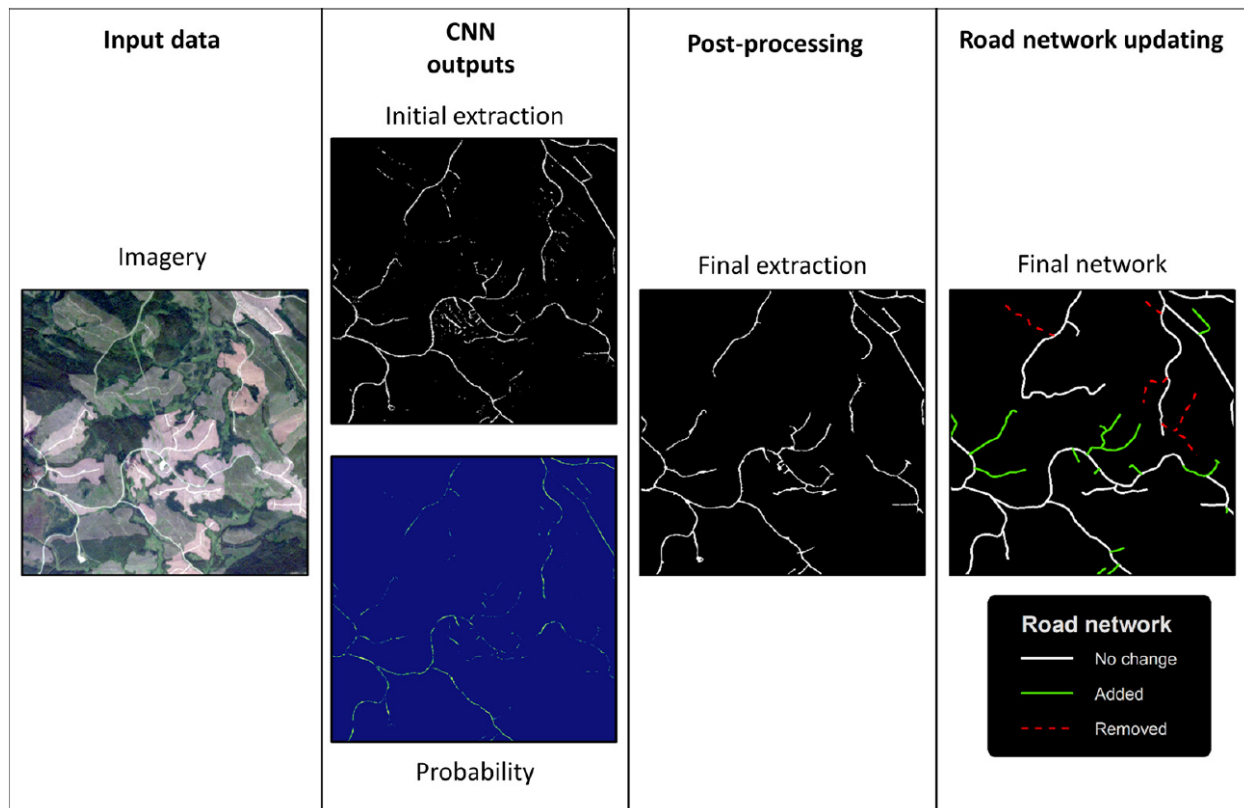 Input data
CNN
outputs
Post-processing
Road network updating
Initial extraction
Imagery
Final extraction
Final network
Probability
Road network
No change
Added
Removed